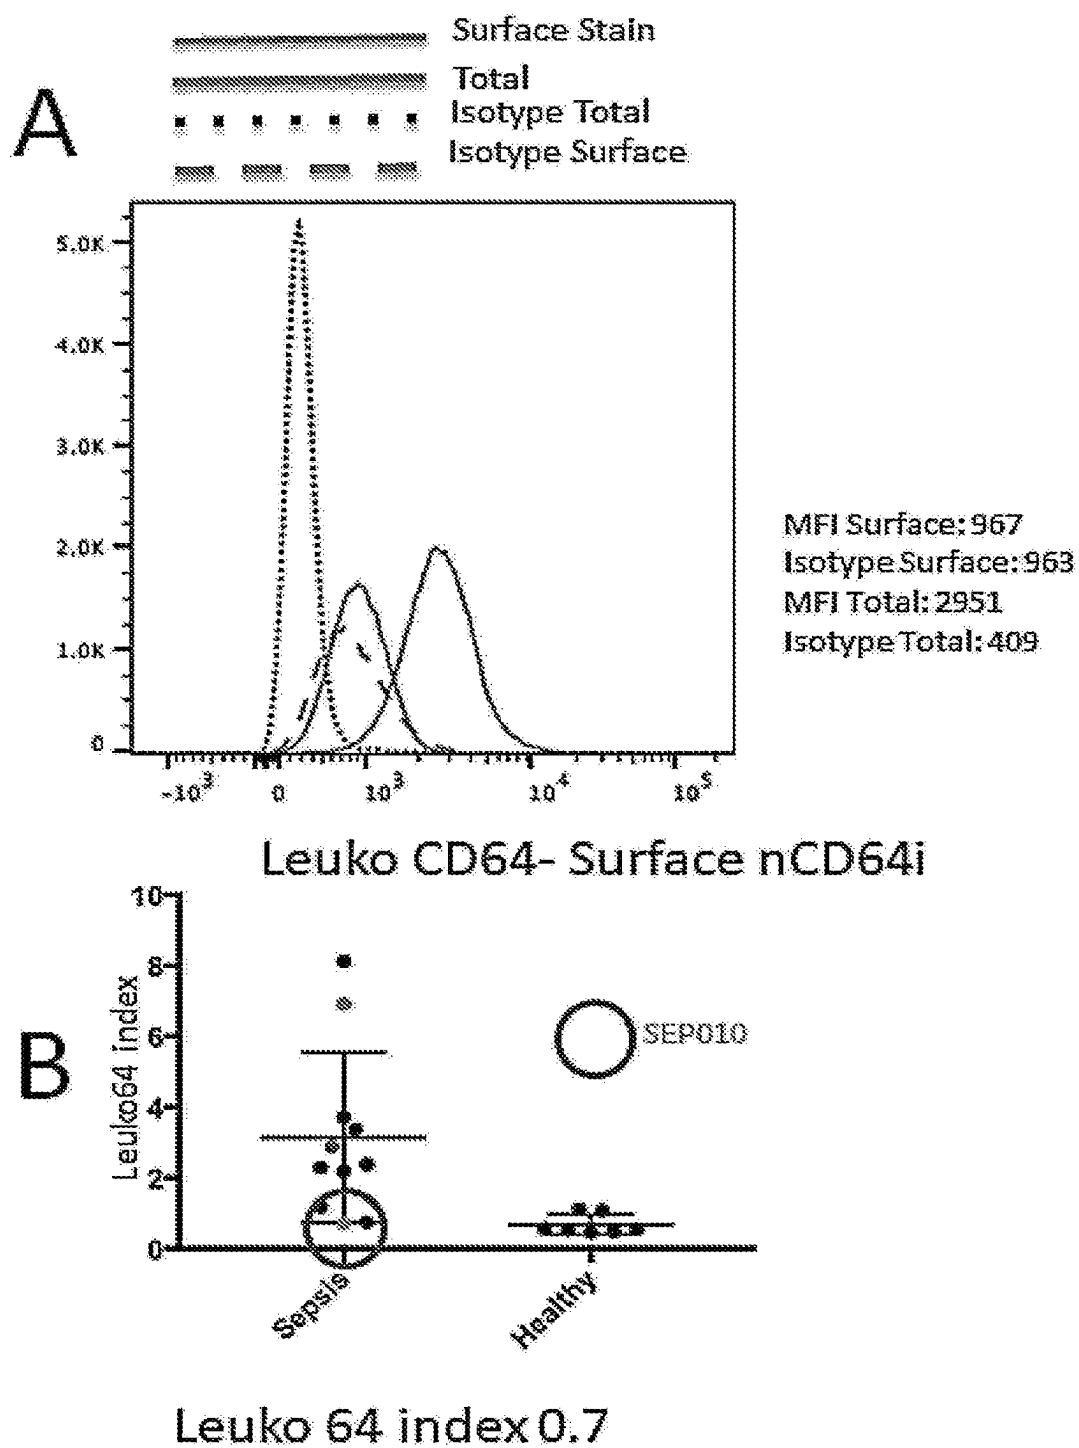 A
Surface Stain
Total
Isotype Total
Isotype Surface
5.0K
4.0K
3.0K
2.0K
1.0K
0
-10³ 0 10³ 10⁴ 10⁵
MFI Surface: 967
Isotype Surface: 963
MFI Total: 2951
Isotype Total: 409
Leuko CD64- Surface nCD64i
B
Leuko64 index
10
8
6
4
2
0
SEP010
Sepsis
Healthy
Leuko 64 index 0.7